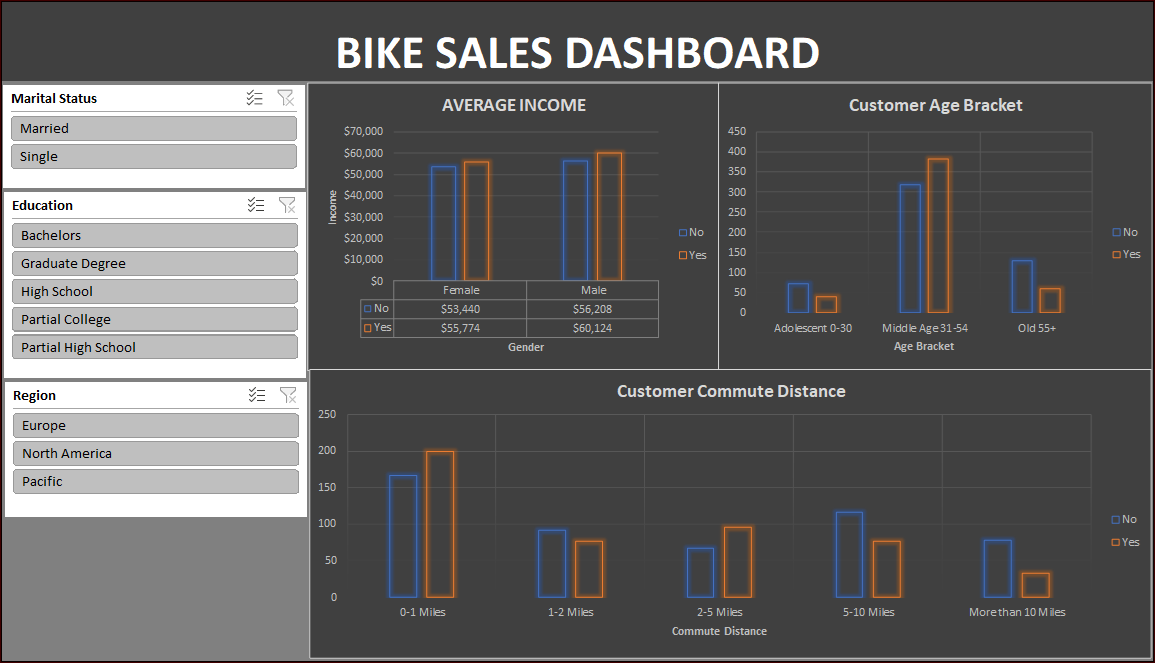 BIKE SALES DASHBOARD
Marital Status
Married
Single
Education
Bachelors
Graduate Degree
High School
Partial College
Partial High School
Region
Europe
North America
Pacific
AVERAGE INCOME
$70,000
$60,000
$50,000
$40,000
$30,000
$20,000
$10,000
$0
Income
Female Male
No $53,440 $56,208
Yes $55,774 $60,124
Gender
No
Yes
Customer Age Bracket
450
400
350
300
250
200
150
100
50
0
Adolescent 0-30 Middle Age 31-54 Old 55+
Age Bracket
No
Yes
Customer Commute Distance
250
200
150
100
50
0
0-1 Miles 1-2 Miles 2-5 Miles 5-10 Miles More than 10 Miles
Commute Distance
No
Yes